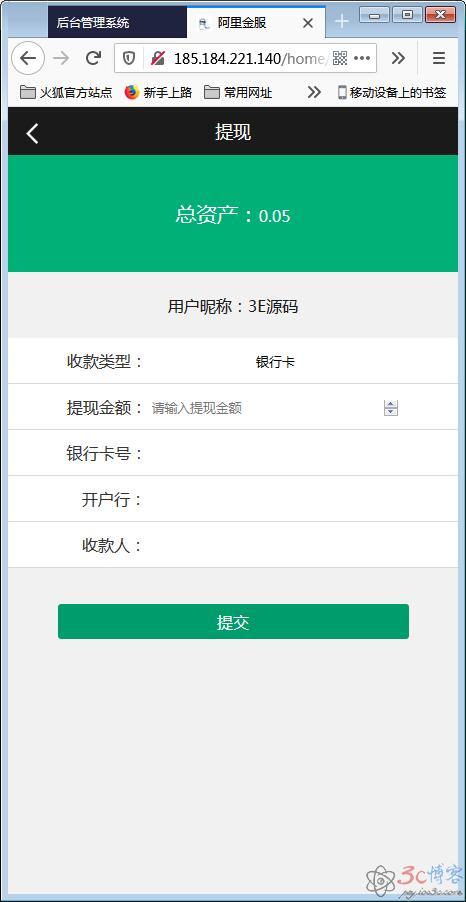 后台管理系统
阿里金服
185.184.221.140/home/
火狐官方站点
新手上路
常用网址
移动设备上的书签
提现
总资产：0.05
用户昵称：3E源码
收款类型：
银行卡
提现金额：
请输入提现金额
银行卡号：
开户行：
收款人：
提交
3c博客